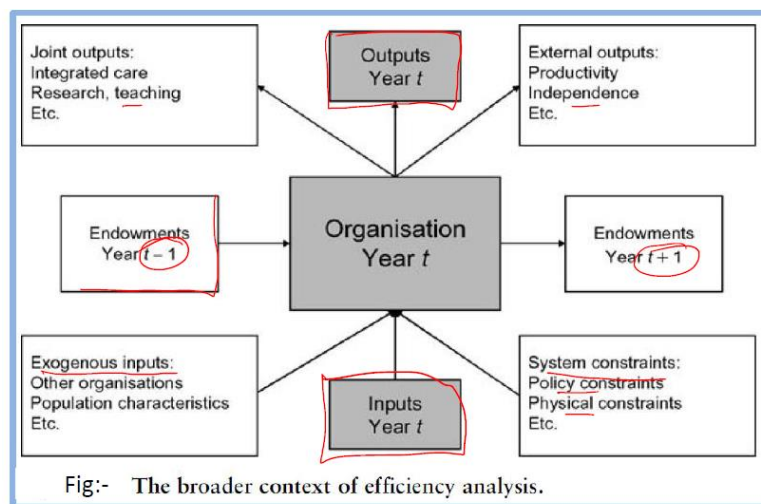 Joint outputs:
Integrated care
Research, teaching
Etc.
Outputs
Year t
External outputs:
Productivity
Independence
Etc.
Endowments
Year t – 1
Organisation
Year t
Endowments
Year t + 1
Exogenous inputs:
Other organisations
Population characteristics
Etc.
Inputs
Year t
System constraints:
Policy constraints
Physical constraints
Etc.
Fig:- The broader context of efficiency analysis.